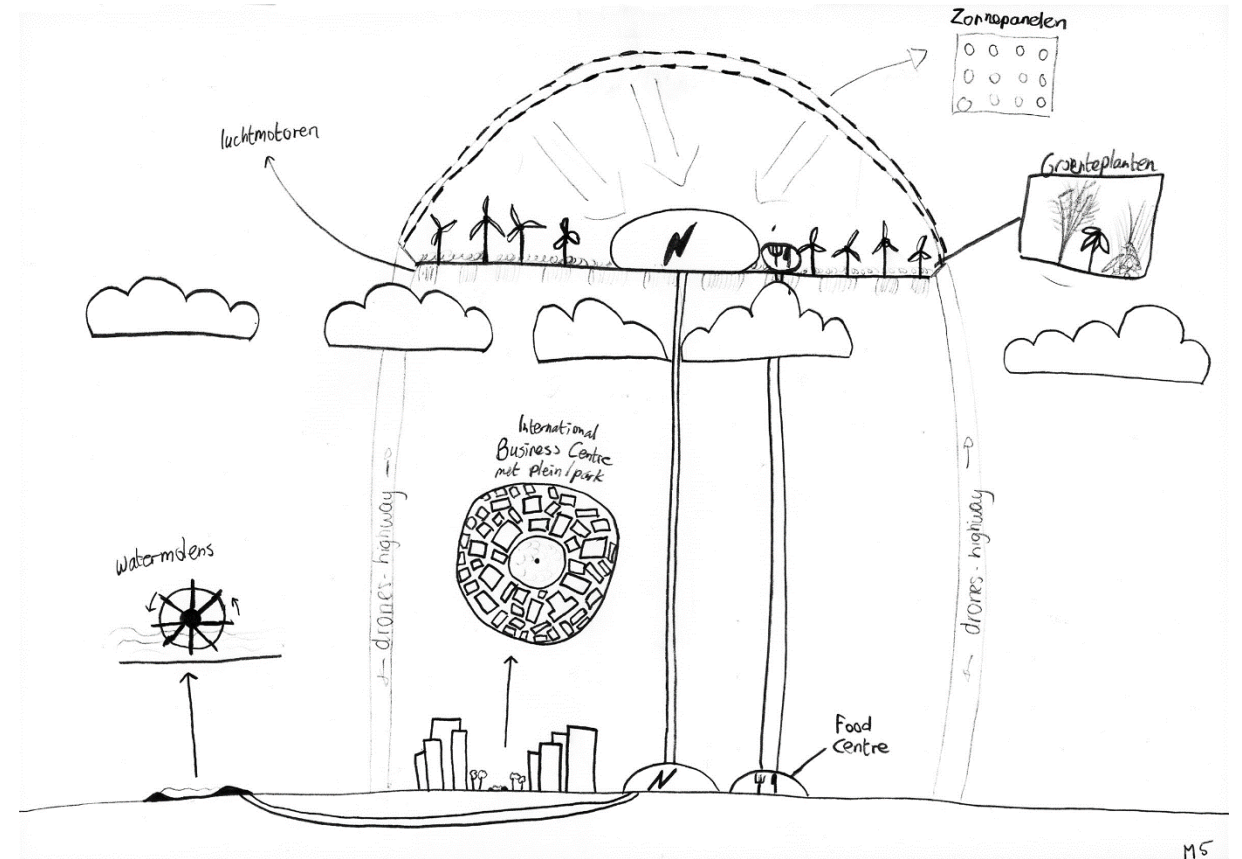 Zonnepanelen
luchtmotoren
Groenteplanten
International
Business Centre
met plein/park
drones-highway
drones-highway
watermolens
Food
Centre
M5